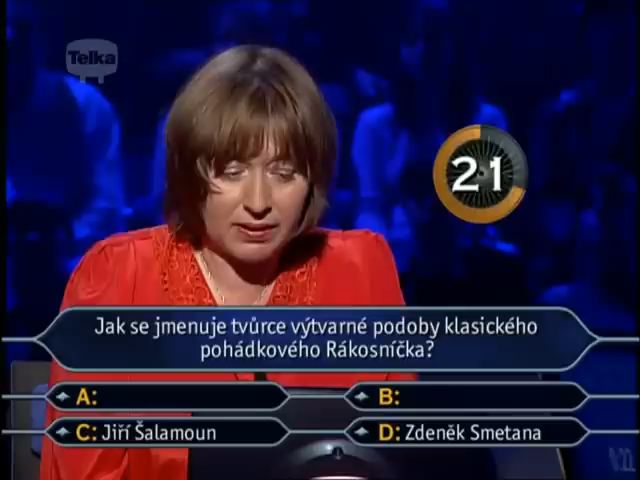 Telka
21
Jak se jmenuje tvůrce výtvarné podoby klasického
pohádkového Rákosníčka?
A:
B:
C: Jiří Šalamoun
D: Zdeněk Smetana